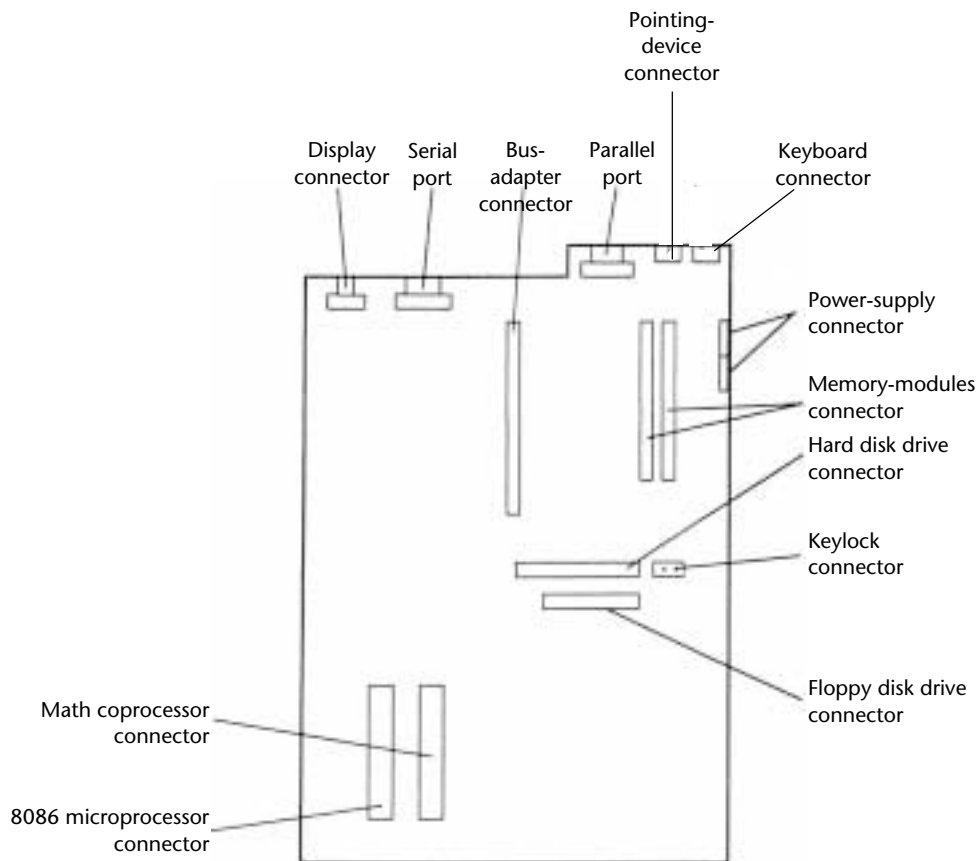 Pointing-
device
connector
Display
connector
Serial
port
Bus-
adapter
connector
Parallel
port
Keyboard
connector
Power-supply
connector
Memory-modules
connector
Hard disk drive
connector
Keylock
connector
Floppy disk drive
connector
Math coprocessor
connector
8086 microprocessor
connector